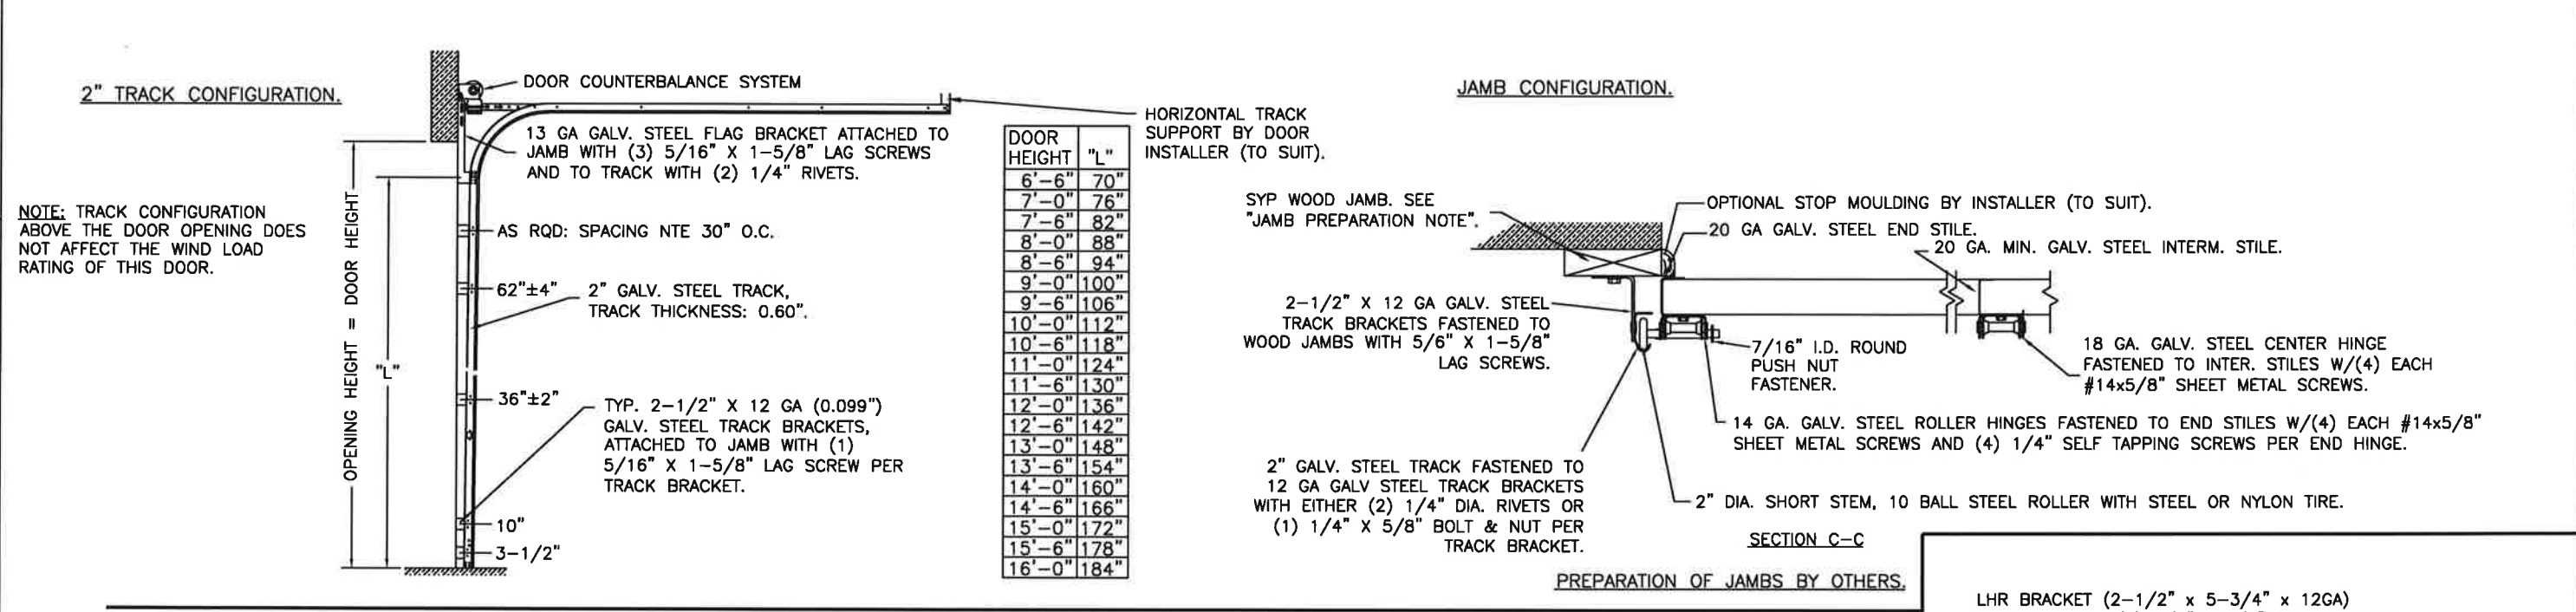 2" TRACK CONFIGURATION.
DOOR COUNTERBALANCE SYSTEM
13 GA GALV. STEEL FLAG BRACKET ATTACHED TO
JAMB WITH (3) 5/16" X 1-5/8" LAG SCREWS
AND TO TRACK WITH (2) 1/4" RIVETS.
HORIZONTAL TRACK
SUPPORT BY DOOR
INSTALLER (TO SUIT).
NOTE: TRACK CONFIGURATION
ABOVE THE DOOR OPENING DOES
NOT AFFECT THE WIND LOAD
RATING OF THIS DOOR.
OPENING HEIGHT = DOOR HEIGHT
"L"
AS RQD: SPACING NTE 30" O.C.
62"±4"
2" GALV. STEEL TRACK,
TRACK THICKNESS: 0.60".
36"±2"
TYP. 2-1/2" X 12 GA (0.099")
GALV. STEEL TRACK BRACKETS,
ATTACHED TO JAMB WITH (1)
5/16" X 1-5/8" LAG SCREW PER
TRACK BRACKET.
10"
3-1/2"
DOOR
HEIGHT "L"
6'-6" 70"
7'-0" 76"
7'-6" 82"
8'-0" 88"
8'-6" 94"
9'-0" 100"
9'-6" 106"
10'-0" 112"
10'-6" 118"
11'-0" 124"
11'-6" 130"
12'-0" 136"
12'-6" 142"
13'-0" 148"
13'-6" 154"
14'-0" 160"
14'-6" 166"
15'-0" 172"
15'-6" 178"
16'-0" 184"
JAMB CONFIGURATION.
SYP WOOD JAMB. SEE
"JAMB PREPARATION NOTE".
OPTIONAL STOP MOULDING BY INSTALLER (TO SUIT).
20 GA GALV. STEEL END STILE.
20 GA. MIN. GALV. STEEL INTERM. STILE.
2-1/2" X 12 GA GALV. STEEL
TRACK BRACKETS FASTENED TO
WOOD JAMBS WITH 5/6" X 1-5/8"
LAG SCREWS.
7/16" I.D. ROUND
PUSH NUT
FASTENER.
18 GA. GALV. STEEL CENTER HINGE
FASTENED TO INTER. STILES W/(4) EACH
#14x5/8" SHEET METAL SCREWS.
14 GA. GALV. STEEL ROLLER HINGES FASTENED TO END STILES W/(4) EACH #14x5/8"
SHEET METAL SCREWS AND (4) 1/4" SELF TAPPING SCREWS PER END HINGE.
2" GALV. STEEL TRACK FASTENED TO
12 GA GALV STEEL TRACK BRACKETS
WITH EITHER (2) 1/4" DIA. RIVETS OR
(1) 1/4" X 5/8" BOLT & NUT PER
TRACK BRACKET.
2" DIA. SHORT STEM, 10 BALL STEEL ROLLER WITH STEEL OR NYLON TIRE.
SECTION C-C
PREPARATION OF JAMBS BY OTHERS.
LHR BRACKET (2-1/2" x 5-3/4" x 12GA)